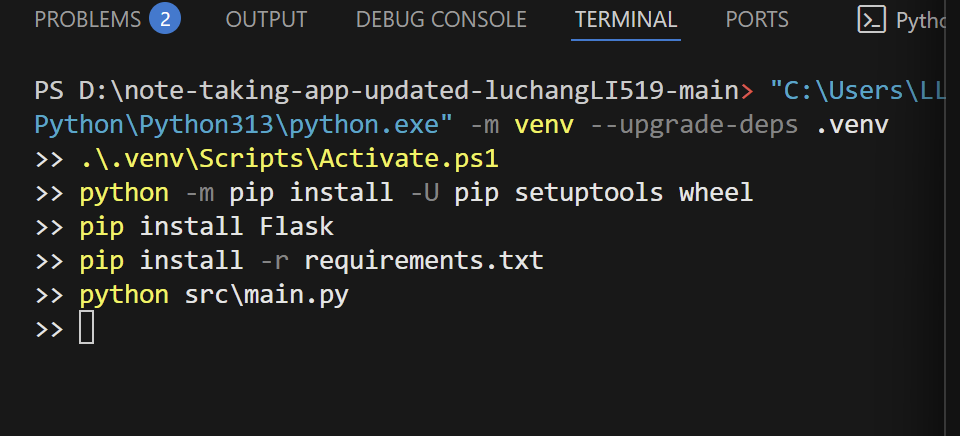 PROBLEMS 2 OUTPUT DEBUG CONSOLE TERMINAL PORTS
PS D:\note-taking-app-updated-luchangLI519-main> "C:\Users\LL
Python\Python313\python.exe" -m venv --upgrade-deps .venv
>> .\.venv\Scripts\Activate.ps1
>> python -m pip install -U pip setuptools wheel
>> pip install Flask
>> pip install -r requirements.txt
>> python src\main.py
>>